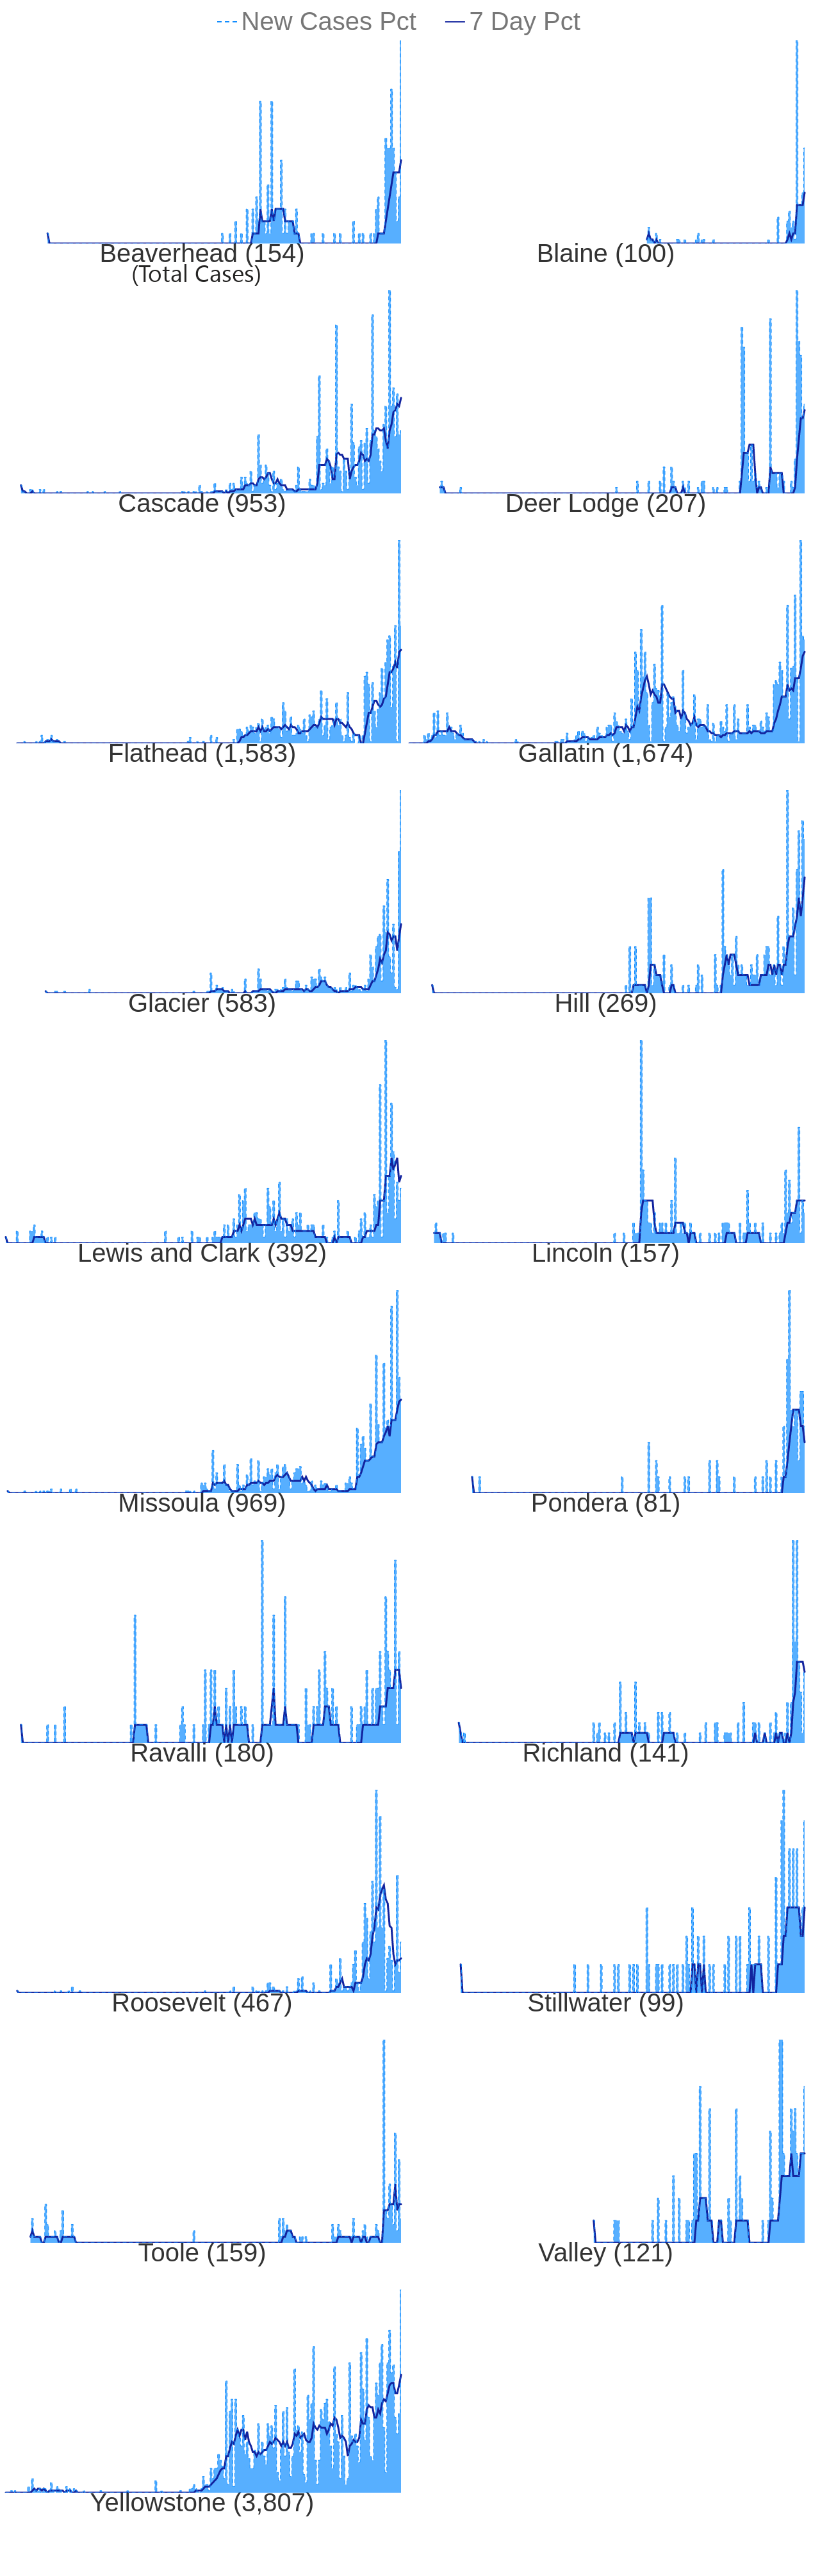 New Cases Pct 7 Day Pct
Beaverhead (154) Blaine (100)
(Total Cases)
Cascade (953) Deer Lodge (207)
Flathead (1,583) Gallatin (1,674)
Glacier (583) Hill (269)
Lewis and Clark (392) Lincoln (157)
Missoula (969) Pondera (81)
Ravalli (180) Richland (141)
Roosevelt (467) Stillwater (99)
Toole (159) Valley (121)
Yellowstone (3,807)